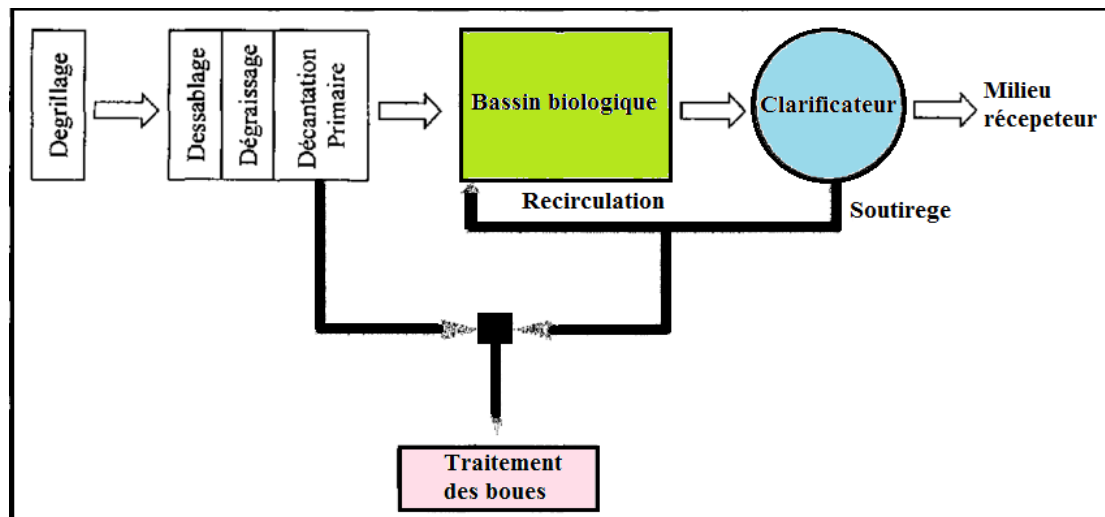 Degrillage
Dessablage
Dégraissage
Décantation
Primaire
Bassin biologique
Clarificateur
Milieu
récepeteur
Recirculation
Soutirege
Traitement
des boues